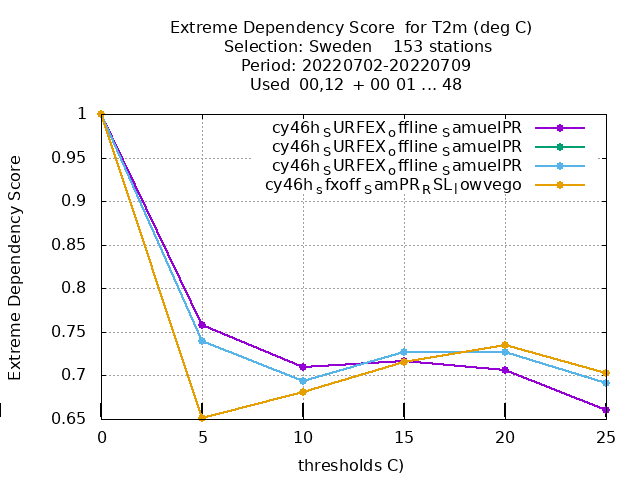 Extreme Dependency Score  for T2m (deg C)
Selection: Sweden    153 stations
Period: 20220702-20220709
Used  00,12  + 00 01 ... 48
Extreme Dependency Score
1
0.95
0.9
0.85
0.8
0.75
0.7
0.65
cy46h_SURFEX_offline_SamuelPR
cy46h_SURFEX_offline_SamuelPR
cy46h_SURFEX_offline_SamuelPR
cy46h_sfxoff_SamPR_RSL_lowvego
0 5 10 15 20 25
thresholds C)